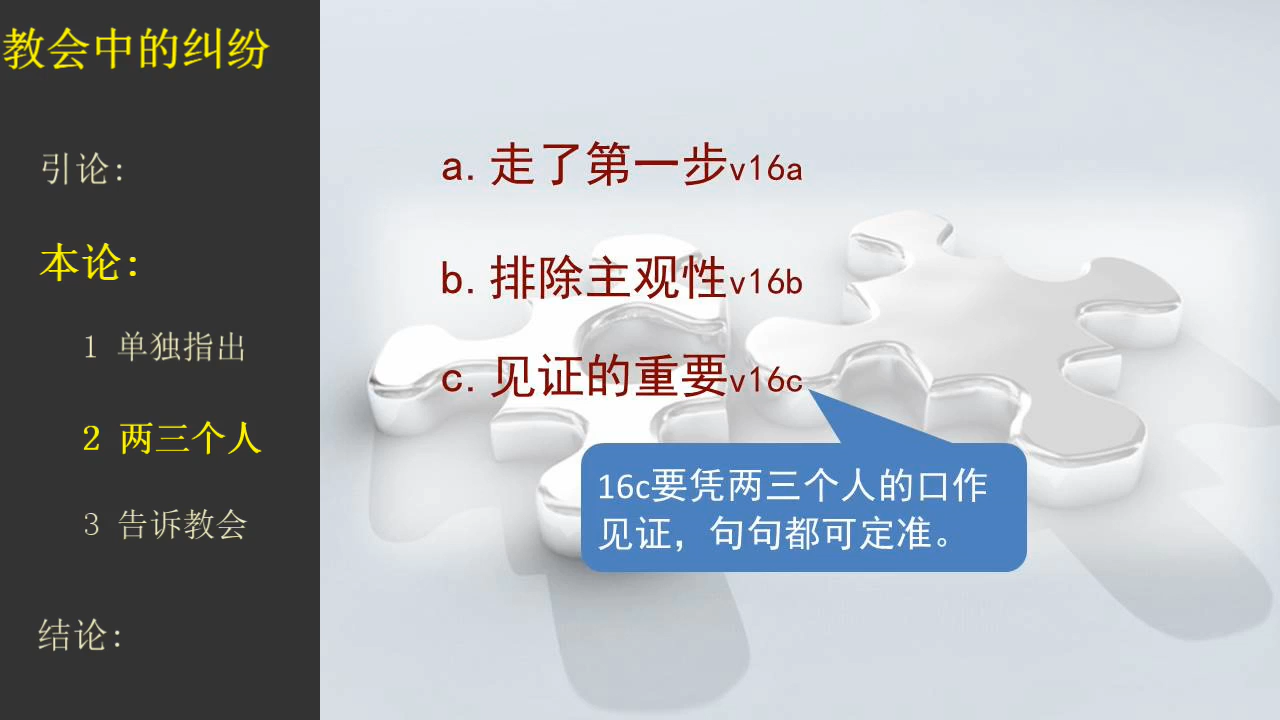 教会中的纠纷
引论:
本论:
1 单独指出
2 两三个人
3 告诉教会
结论:
a. 走了第一步v16a
b. 排除主观性v16b
c. 见证的重要v16c
16c要凭两三个人的口作
见证，句句都可定准。